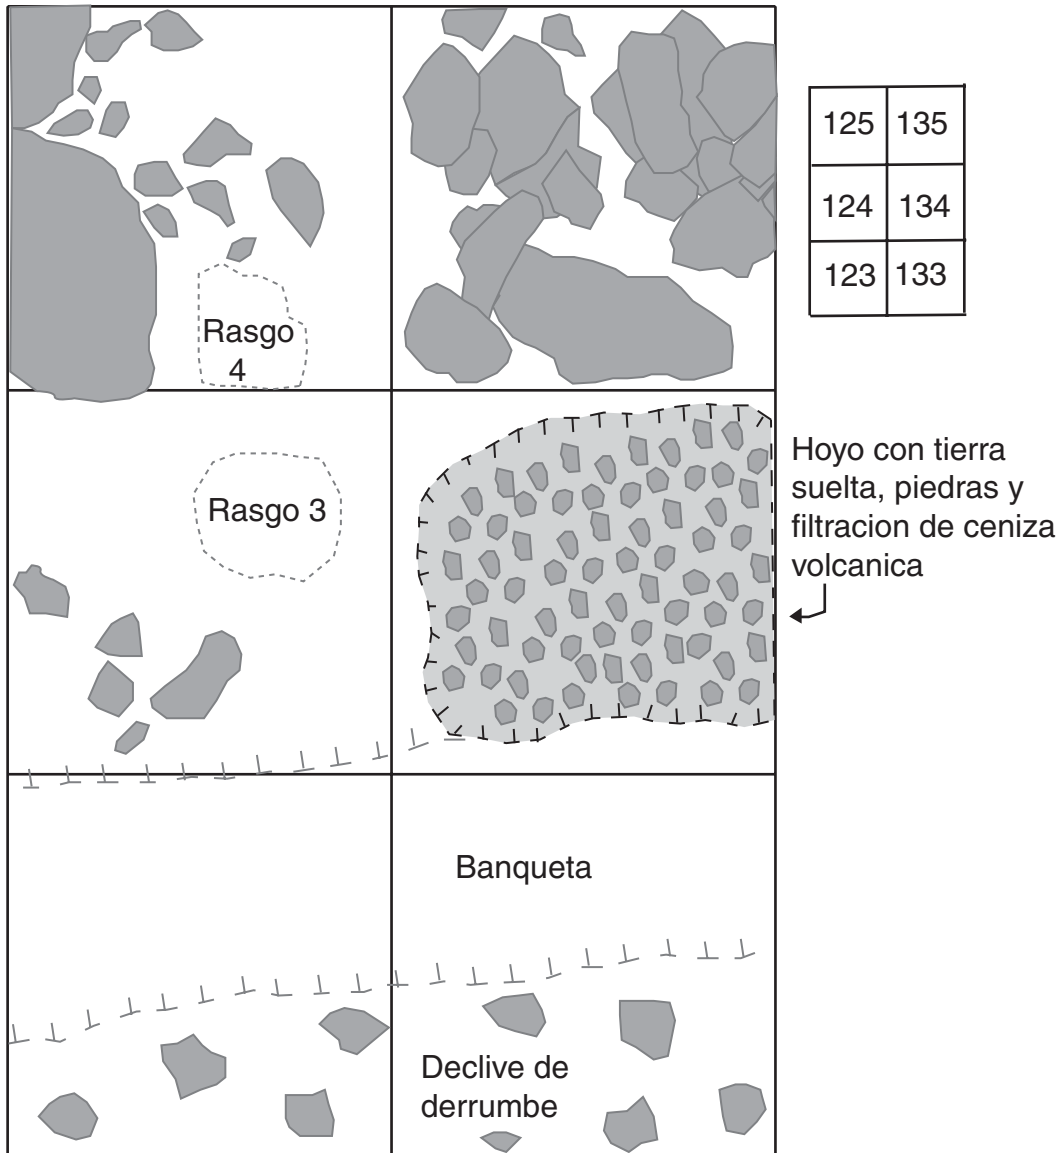 125 135
124 134
123 133
Rasgo
4
Rasgo 3
Hoyo con tierra
suelta, piedras y
filtracion de ceniza
volcanica
Banqueta
Declive de
derrumbe